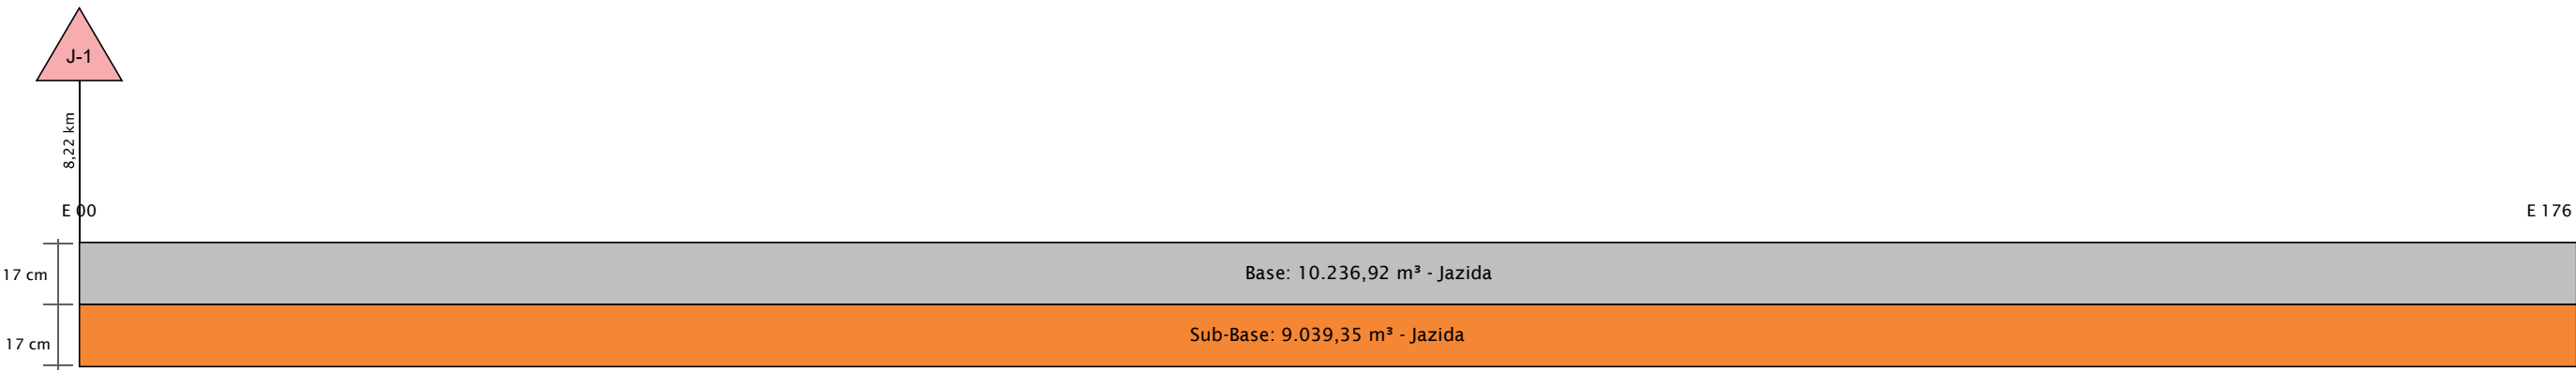 J-1
8,22 km
E 00
E 176
17 cm
Base: 10.236,92 m³ - Jazida
17 cm
Sub-Base: 9.039,35 m³ - Jazida